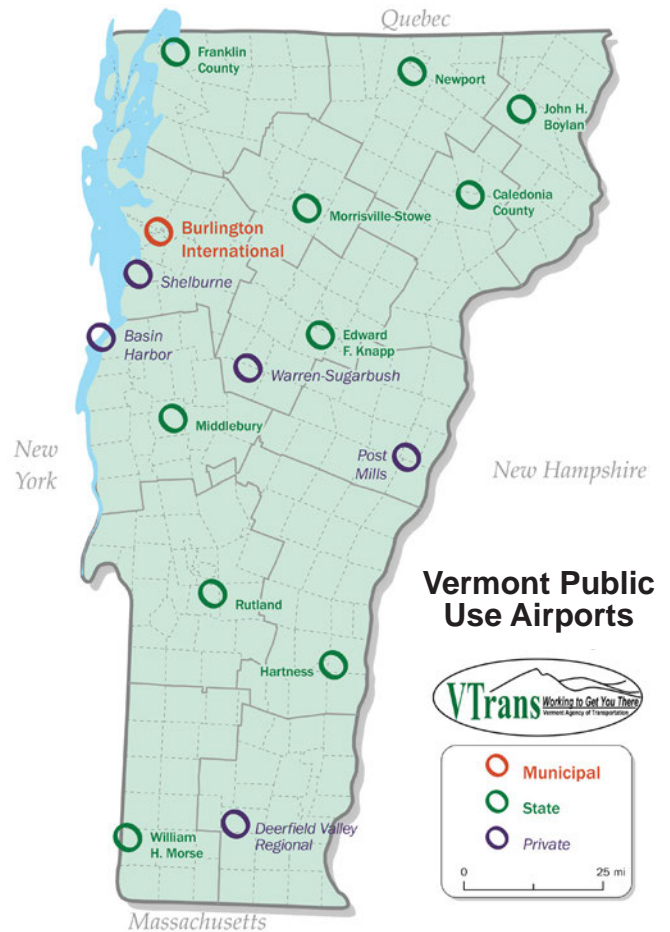 Quebec
Franklin
County
Newport
John H.
Boylan
Caledonia
County
Morrisville-Stowe
Burlington
International
Shelburne
Basin
Harbor
Edward
F. Knapp
Warren-Sugarbush
Middlebury
New
York
Post
Mills
New Hampshire
Vermont Public
Use Airports
Rutland
Hartness
VTrans
Working to Get You There
Vermont Agency of Transportation
Municipal
State
Private
0
25 mi
William
H. Morse
Deerfield Valley
Regional
Massachusetts